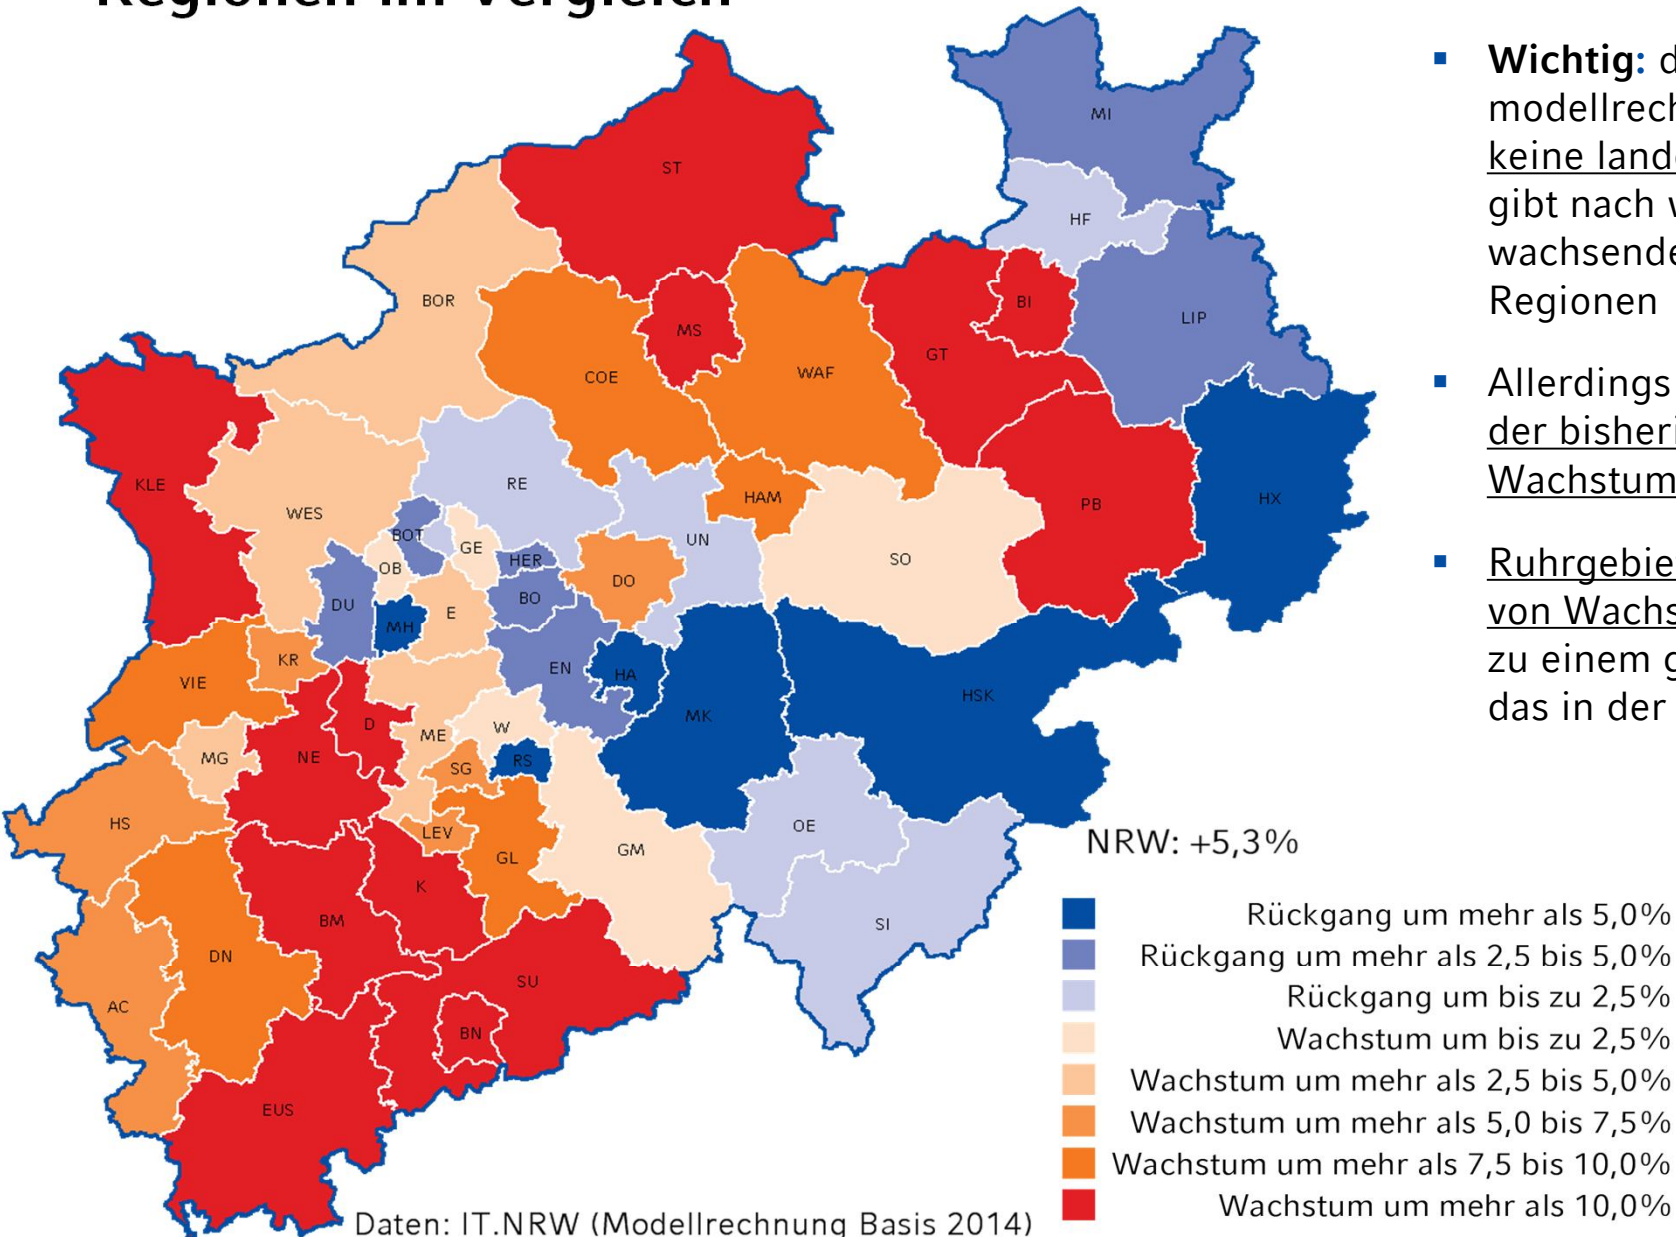 Regionen im Vergleich
MI
ST
HF
BOR
BI
MS
LIP
GT
WAF
COE
KLE
RE
HAM
PB
HX
WES
BOT
GE
UN
OB
HER
SO
DO
DU
BO
E
MH
KR
EN
HA
VIE
HSK
MK
D
W
ME
MG
NE
RS
SG
HS
OE
LEV
GM
GL
K
BM
SI
DN
SU
AC
BN
EUS
NRW: +5,3%
Rückgang um mehr als 5,0%
Rückgang um mehr als 2,5 bis 5,0%
Rückgang um bis zu 2,5%
Wachstum um bis zu 2,5%
Wachstum um mehr als 2,5 bis 5,0%
Wachstum um mehr als 5,0 bis 7,5%
Wachstum um mehr als 7,5 bis 10,0%
Wachstum um mehr als 10,0%
Daten: IT.NRW (Modellrechnung Basis 2014)
▪ Wichtig: d
modellrech
keine land
gibt nach
wachsende
Regionen
▪ Allerdings
der bisheri
Wachstum
▪ Ruhrgebie
von Wachs
zu einem g
das in der